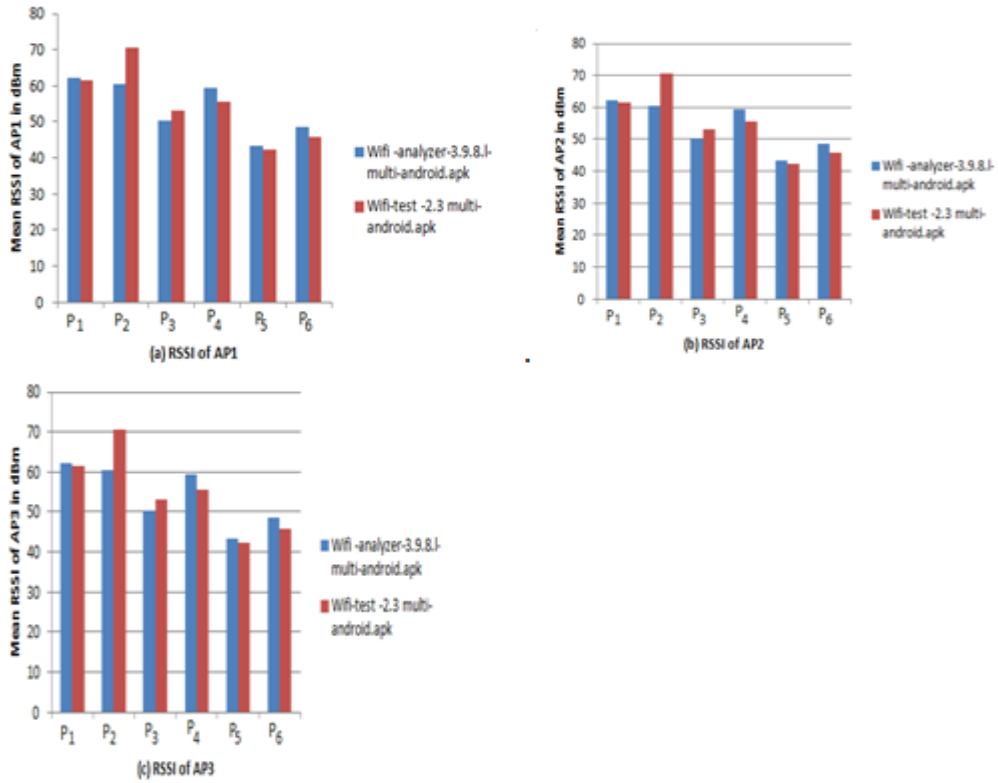 80
70
60
50
40
30
20
10
0
Mean RSSI of AP1 in dBm
P1 P2 P3 P4 P5 P6
(a) RSSI of AP1
Wifi -analyzer-3.9.8.l-
multi-android.apk
Wifi-test -2.3 multi-
android.apk
80
70
60
50
40
30
20
10
0
Mean RSSI of AP2 in dBm
P1 P2 P3 P4 P5 P6
(b) RSSI of AP2
Wifi -analyzer-3.9.8.l-
multi-android.apk
Wifi-test -2.3 multi-
android.apk
80
70
60
50
40
30
20
10
0
Mean RSSI of AP3 in dBm
P1 P2 P3 P4 P5 P6
(c) RSSI of AP3
Wifi -analyzer-3.9.8.l-
multi-android.apk
Wifi-test -2.3 multi-
android.apk